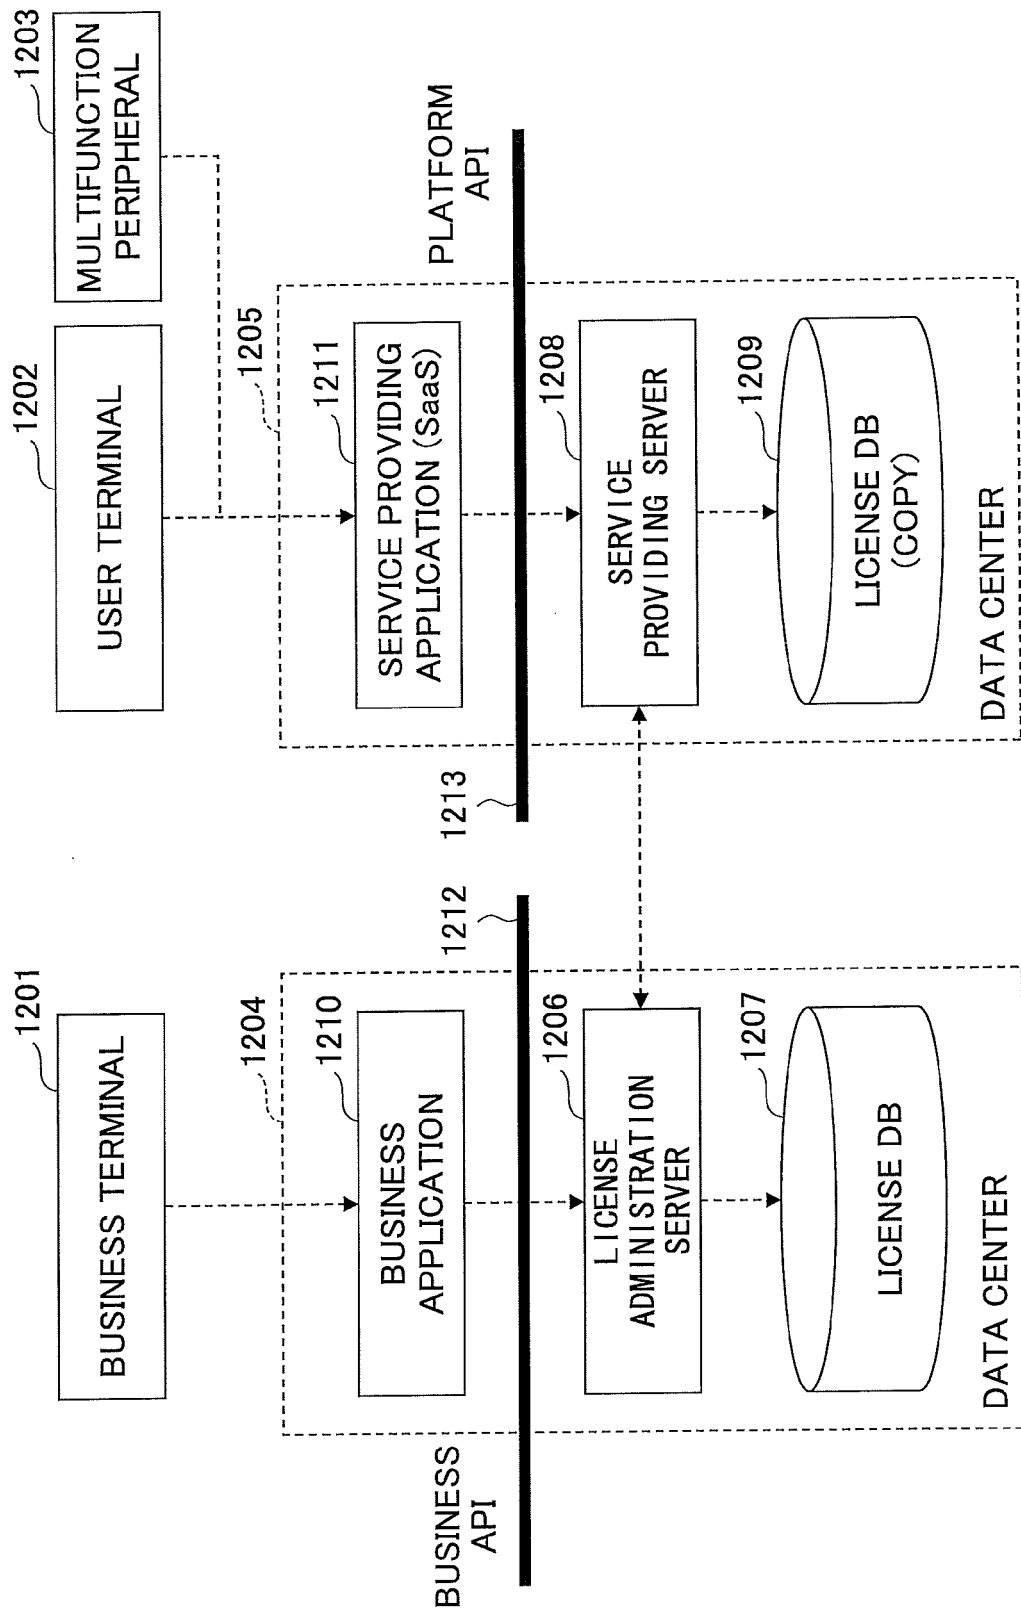 1201
BUSINESS TERMINAL
1202
USER TERMINAL
1203
MULTIFUNCTION
PERIPHERAL
1204
1210
BUSINESS
APPLICATION
1205
1211
SERVICE PROVIDING
APPLICATION (SaaS)
BUSINESS
API
1212
1213
PLATFORM
API
1206
LICENSE
ADMINISTRATION
SERVER
1208
SERVICE
PROVIDING SERVER
1207
LICENSE DB
1209
LICENSE DB
(COPY)
DATA CENTER
DATA CENTER